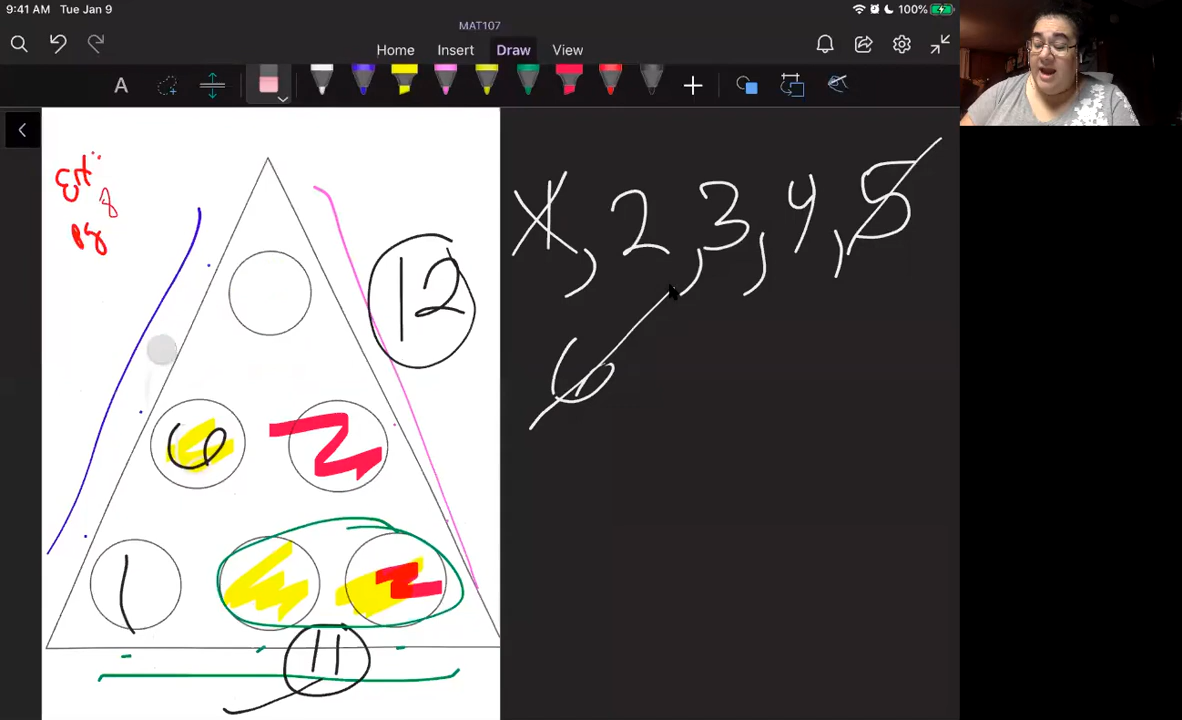 9:41 AM Tue Jan 9
100%
MAT107
Home Insert Draw View
A
12
1, 2, 3, 4, 5
6
6
1
11